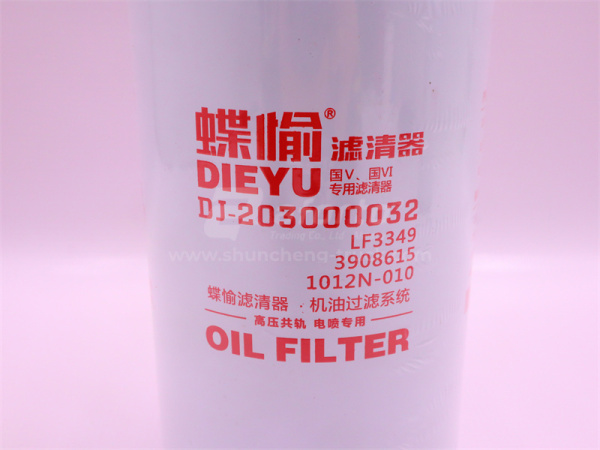 蝶愉®
滤清器
DIEYU
国Ⅴ、国Ⅵ
专用滤清器
DJ-203000032
LF3349
3908615
1012N-010
蝶愉滤清器 . 机油过滤系统
高压共轨 电喷专用
OIL FILTER